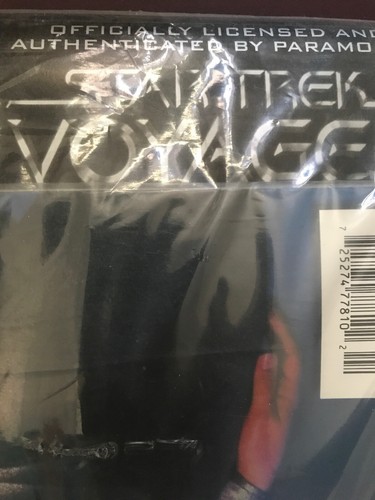 OFFICIALLY LICENSED AND
AUTHENTICATED BY PARAMO
STAR TREK
VOYAGE
7 25274 77810 2